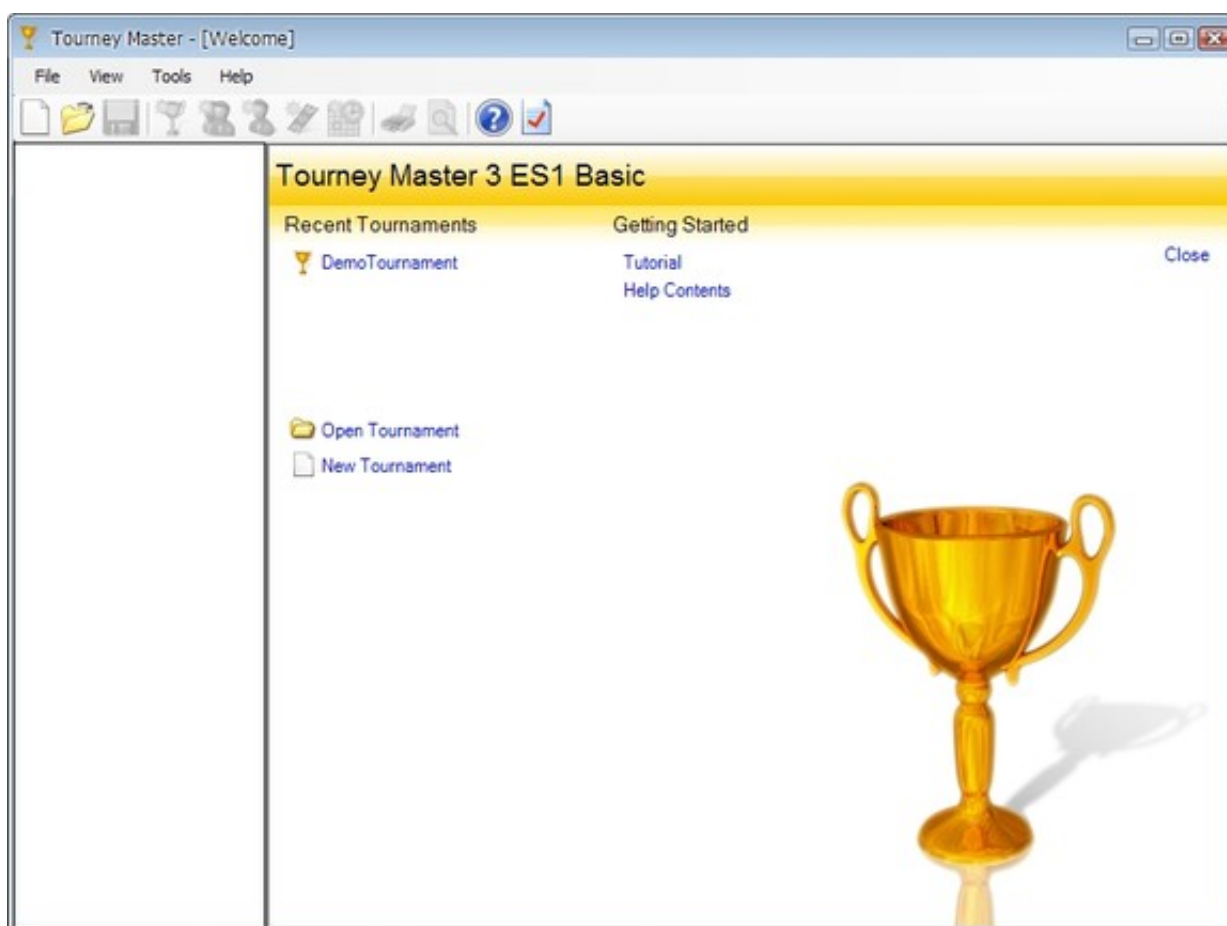 Tourney Master - [Welcome]
File View Tools Help
Tourney Master 3 ES1 Basic
Recent Tournaments
DemoTournament
Open Tournament
New Tournament
Getting Started
Tutorial
Help Contents
Close